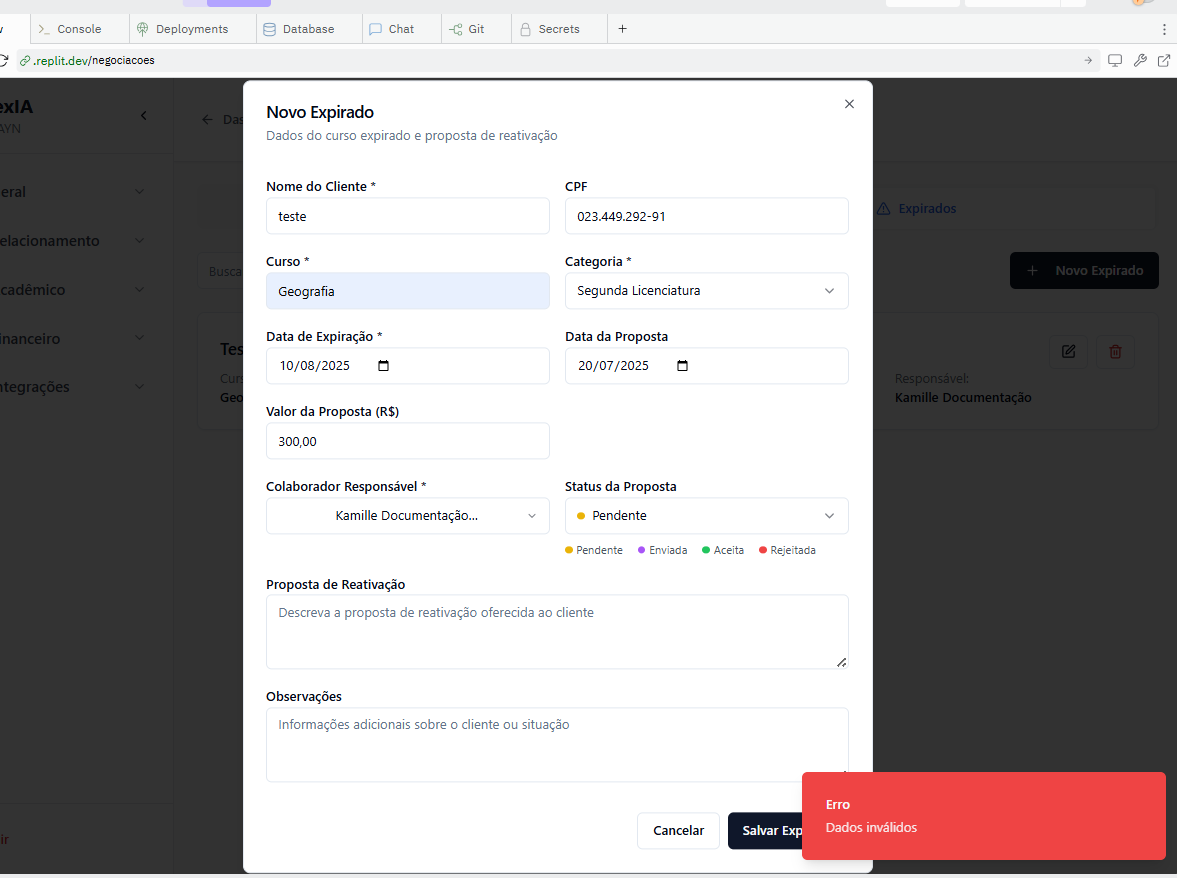 Console Deployments Database Chat Git Secrets
.replit.dev/negociacoes
exIA
AYN
Novo Expirado
Dados do curso expirado e proposta de reativação
Nome do Cliente * CPF
teste 023.449.292-91
Expirados
Curso * Categoria *
Busca
Geografia Segunda Licenciatura
Novo Expirado
Data de Expiração * Data da Proposta
10/08/2025 20/07/2025
Responsável:
Kamille Documentação
Valor da Proposta (R$)
300,00
Colaborador Responsável * Status da Proposta
Kamille Documentação... Pendente
Pendente Enviada Aceita Rejeitada
Proposta de Reativação
Descreva a proposta de reativação oferecida ao cliente
Observações
Informações adicionais sobre o cliente ou situação
Cancelar Salvar Exp
Erro
Dados inválidos
eral
elacionamento
cadêmico
inanceiro
ntegrações